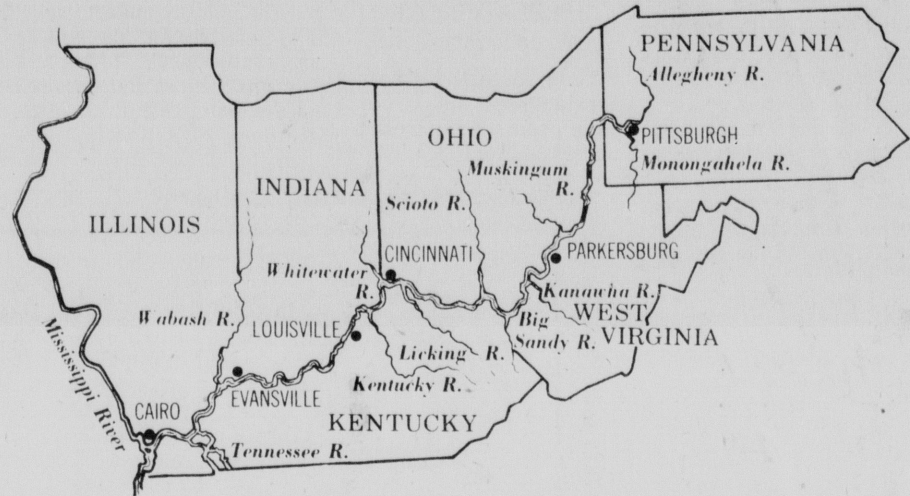 PENNSYLVANIA
Allegheny R.
PITTSBURGH
Monongahela R.
OHIO
Muskingum
R.
INDIANA
Scioto R.
ILLINOIS
CINCINNATI
PARKERSBURG
Whitewater
R.
Kanawha R.
WEST
VIRGINIA
Big
Sandy R.
Wabash R.
LOUISVILLE
Licking R.
Kentucky R.
Mississippi River
EVANSVILLE
CAIRO
KENTUCKY
Tennessee R.